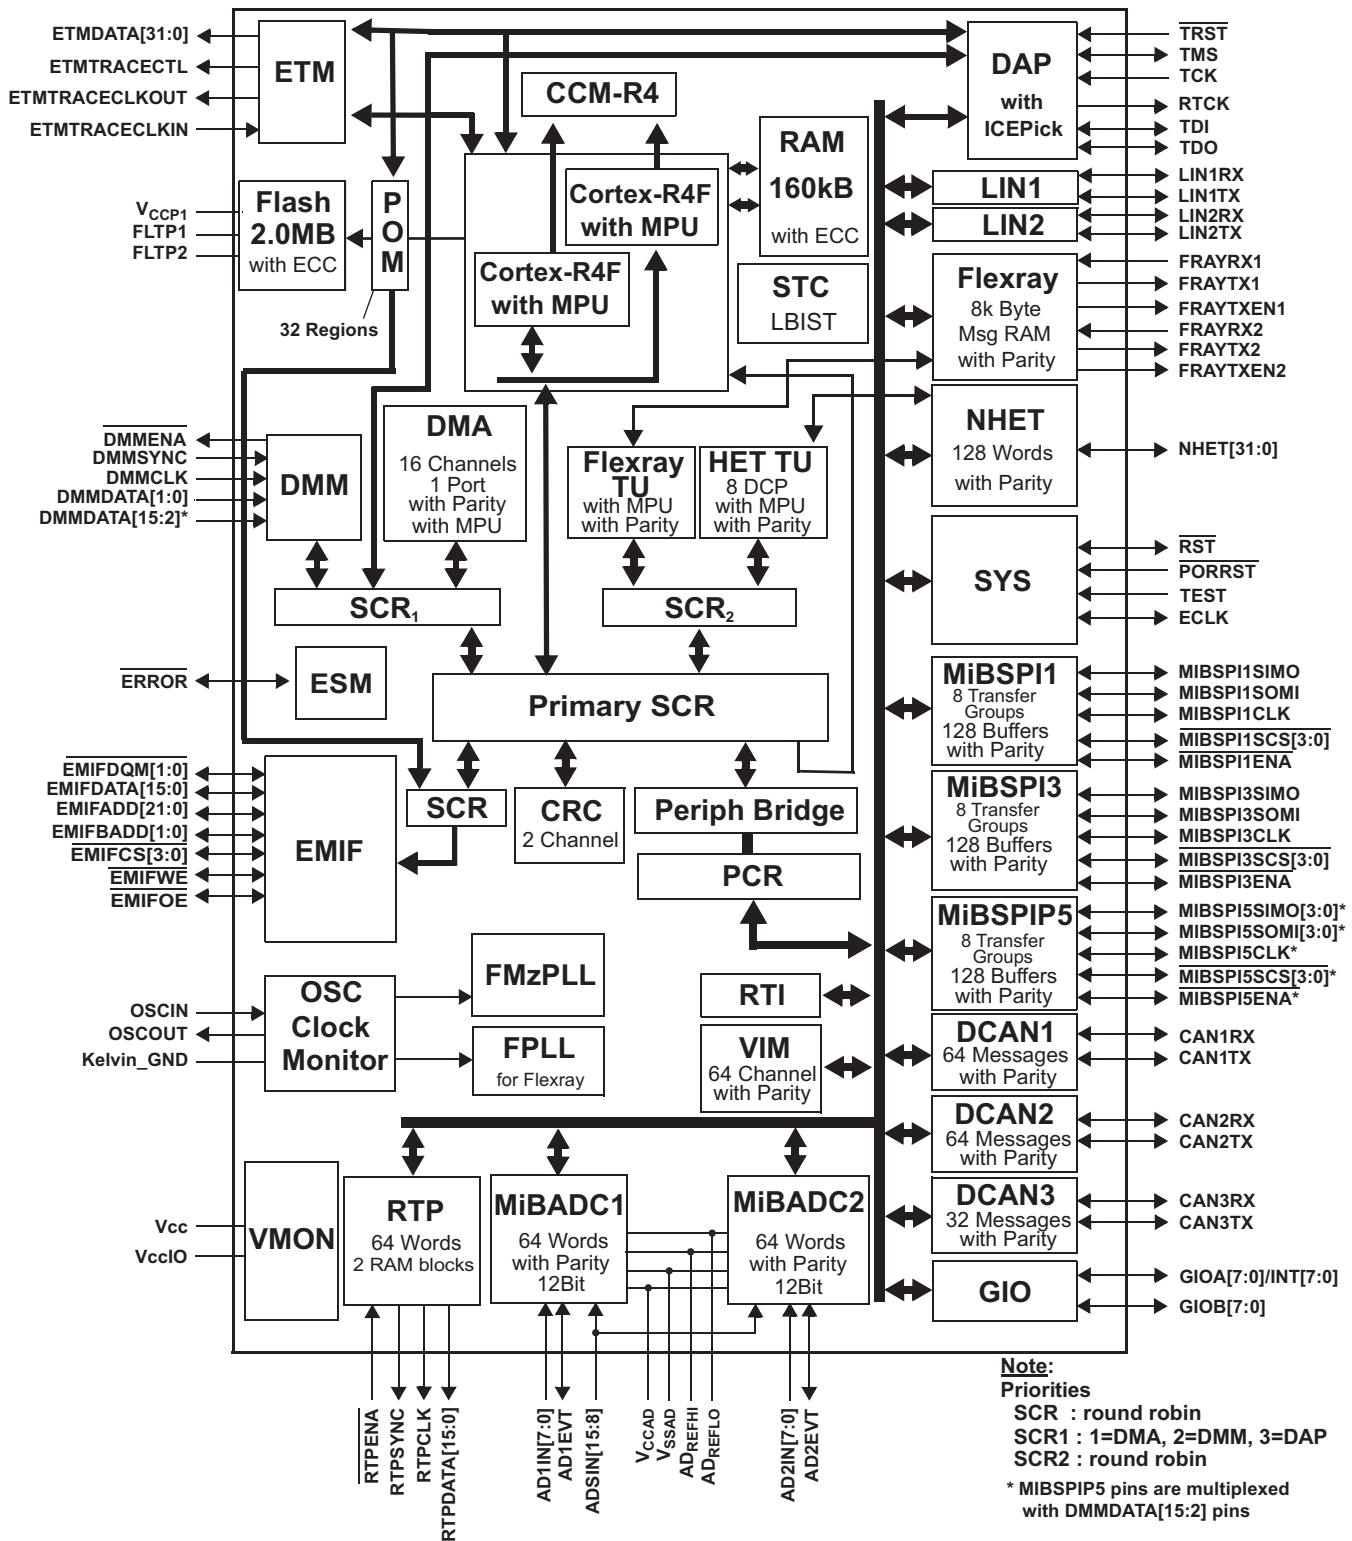 ETMDATA[31:0]
ETMTRACECTL
ETMTRACECLKOUT
ETMTRACECLKIN
ETM
CCM-R4
DAP
with
ICEPick
TRST
TMS
TCK
RTCK
TDI
TDO
VCCP1
FLTP1
FLTP2
Flash
2.0MB
with ECC
P
O
M
32 Regions
Cortex-R4F
with MPU
Cortex-R4F
with MPU
RAM
160kB
with ECC
STC
LBIST
LIN1
LIN2
LIN1RX
LIN1TX
LIN2RX
LIN2TX
Flexray
8k Byte
Msg RAM
with Parity
FRAYRX1
FRAYTX1
FRAYTXEN1
FRAYRX2
FRAYTX2
FRAYTXEN2
DMMENA
DMMSYNC
DMMCLK
DMMDATA[1:0]
DMMDATA[15:2]*
DMM
DMA
16 Channels
1 Port
with Parity
with MPU
Flexray
TU
with MPU
with Parity
HET TU
8 DCP
with MPU
with Parity
NHET
128 Words
with Parity
NHET[31:0]
SCR1
SCR2
SYS
RST
PORRST
TEST
ECLK
ERROR
ESM
Primary SCR
MiBSPI1
8 Transfer
Groups
128 Buffers
with Parity
MIBSPI1SIMO
MIBSPI1SOMI
MIBSPI1CLK
MIBSPI1SCS[3:0]
MIBSPI1ENA
EMIFDQM[1:0]
EMIFDATA[15:0]
EMIFADD[21:0]
EMIFBADD[1:0]
EMIFCS[3:0]
EMIFWE
EMIFOE
EMIF
SCR
CRC
2 Channel
Periph Bridge
PCR
MiBSPI3
8 Transfer
Groups
128 Buffers
with Parity
MIBSPI3SIMO
MIBSPI3SOMI
MIBSPI3CLK
MIBSPI3SCS[3:0]
MIBSPI3ENA
MiBSPIP5
8 Transfer
Groups
128 Buffers
with Parity
MIBSPI5SIMO[3:0]*
MIBSPI5SOMI[3:0]*
MIBSPI5CLK*
MIBSPI5SCS[3:0]*
MIBSPI5ENA*
OSCIN
OSCOUT
Kelvin_GND
OSC
Clock
Monitor
FMzPLL
FPLL
for Flexray
RTI
VIM
64 Channel
with Parity
DCAN1
64 Messages
with Parity
CAN1RX
CAN1TX
DCAN2
64 Messages
with Parity
CAN2RX
CAN2TX
DCAN3
32 Messages
with Parity
CAN3RX
CAN3TX
Vcc
VccIO
VMON
RTP
64 Words
2 RAM blocks
MiBADC1
64 Words
with Parity
12Bit
MiBADC2
64 Words
with Parity
12Bit
GIO
GIOA[7:0]/INT[7:0]
GIOB[7:0]
RTPENA
RTPSYNC
RTPCLK
RTPDATA[15:0]
AD1IN[7:0]
AD1EVT
ADSIN[15:8]
VCCAD
VSSAD
ADREFHI
ADREFLO
AD2IN[7:0]
AD2EVT
Note:
Priorities
SCR : round robin
SCR1 : 1=DMA, 2=DMM, 3=DAP
SCR2 : round robin
* MIBSPIP5 pins are multiplexed
with DMMDATA[15:2] pins